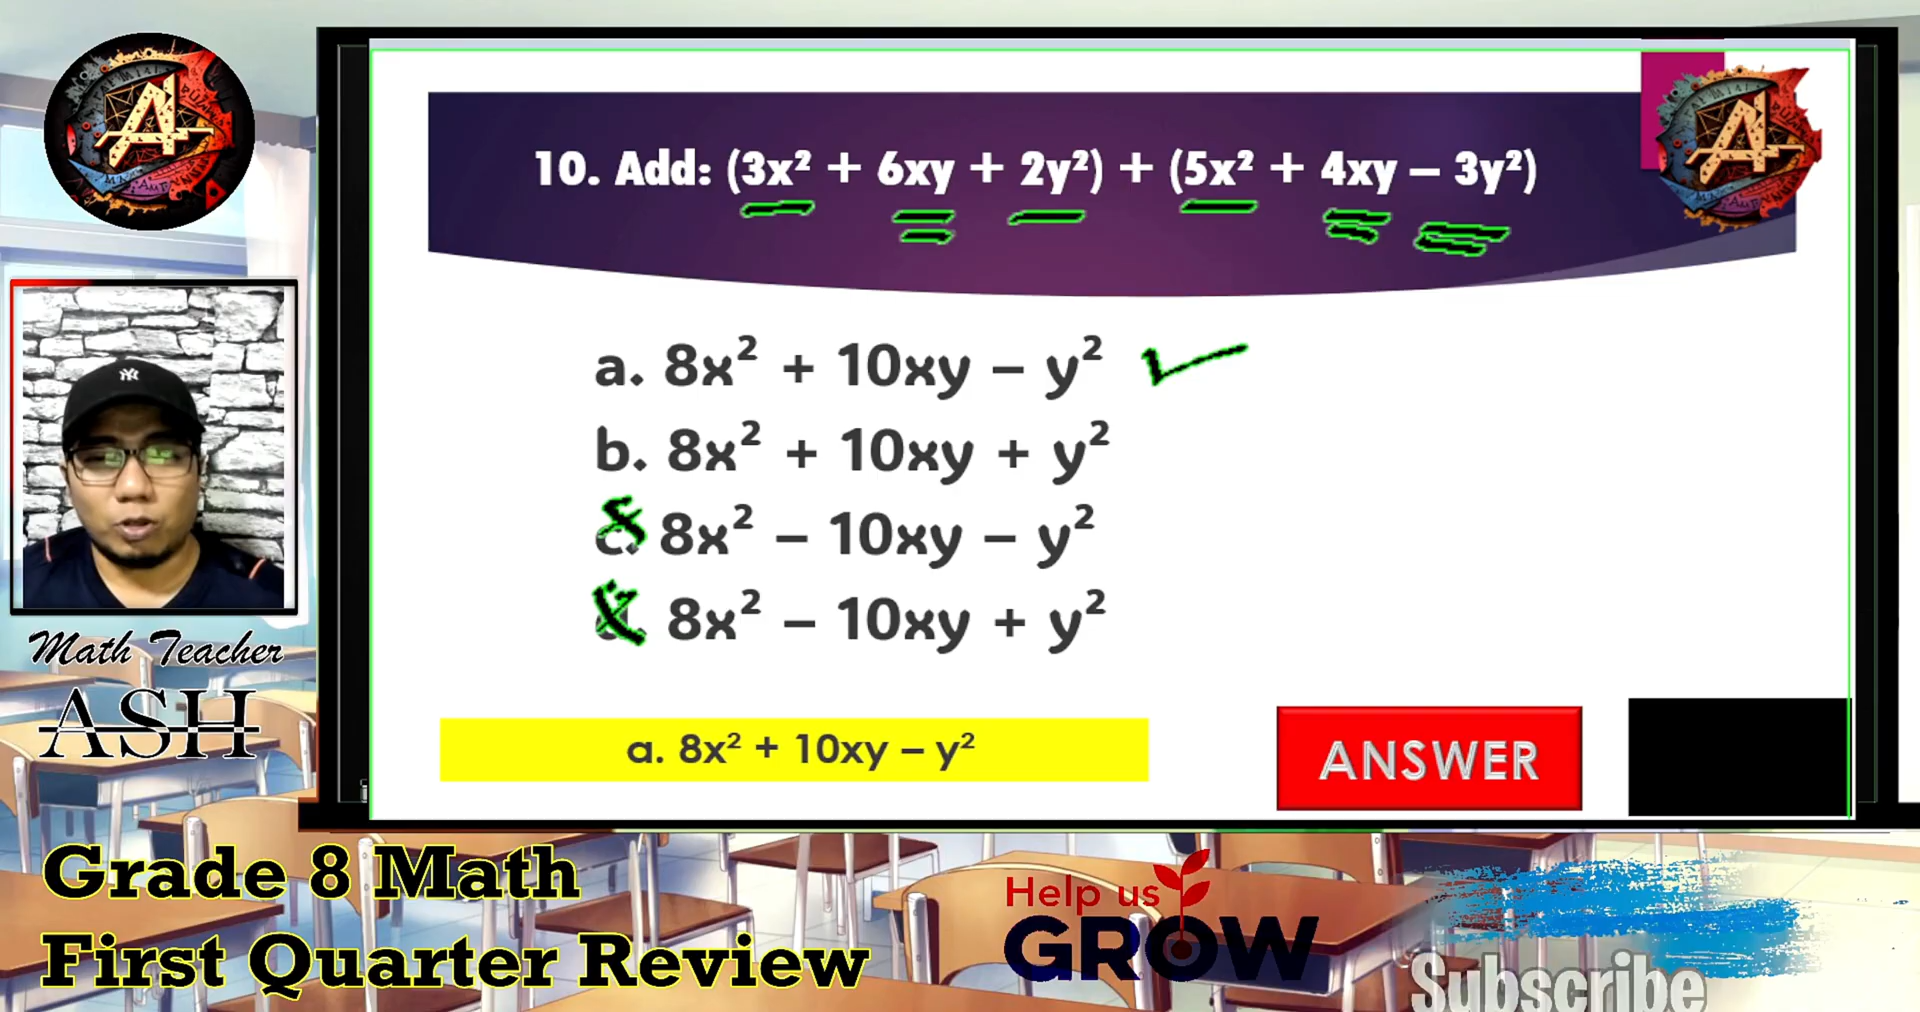 10. Add: (3x² + 6xy + 2y²) + (5x² + 4xy – 3y²)
a. 8x² + 10xy – y²
b. 8x² + 10xy + y²
c. 8x² – 10xy – y²
8x² – 10xy + y²
a. 8x² + 10xy – y²
ANSWER
Math Teacher
ASH
Grade 8 Math
First Quarter Review
Help us
GROW
Subscribe